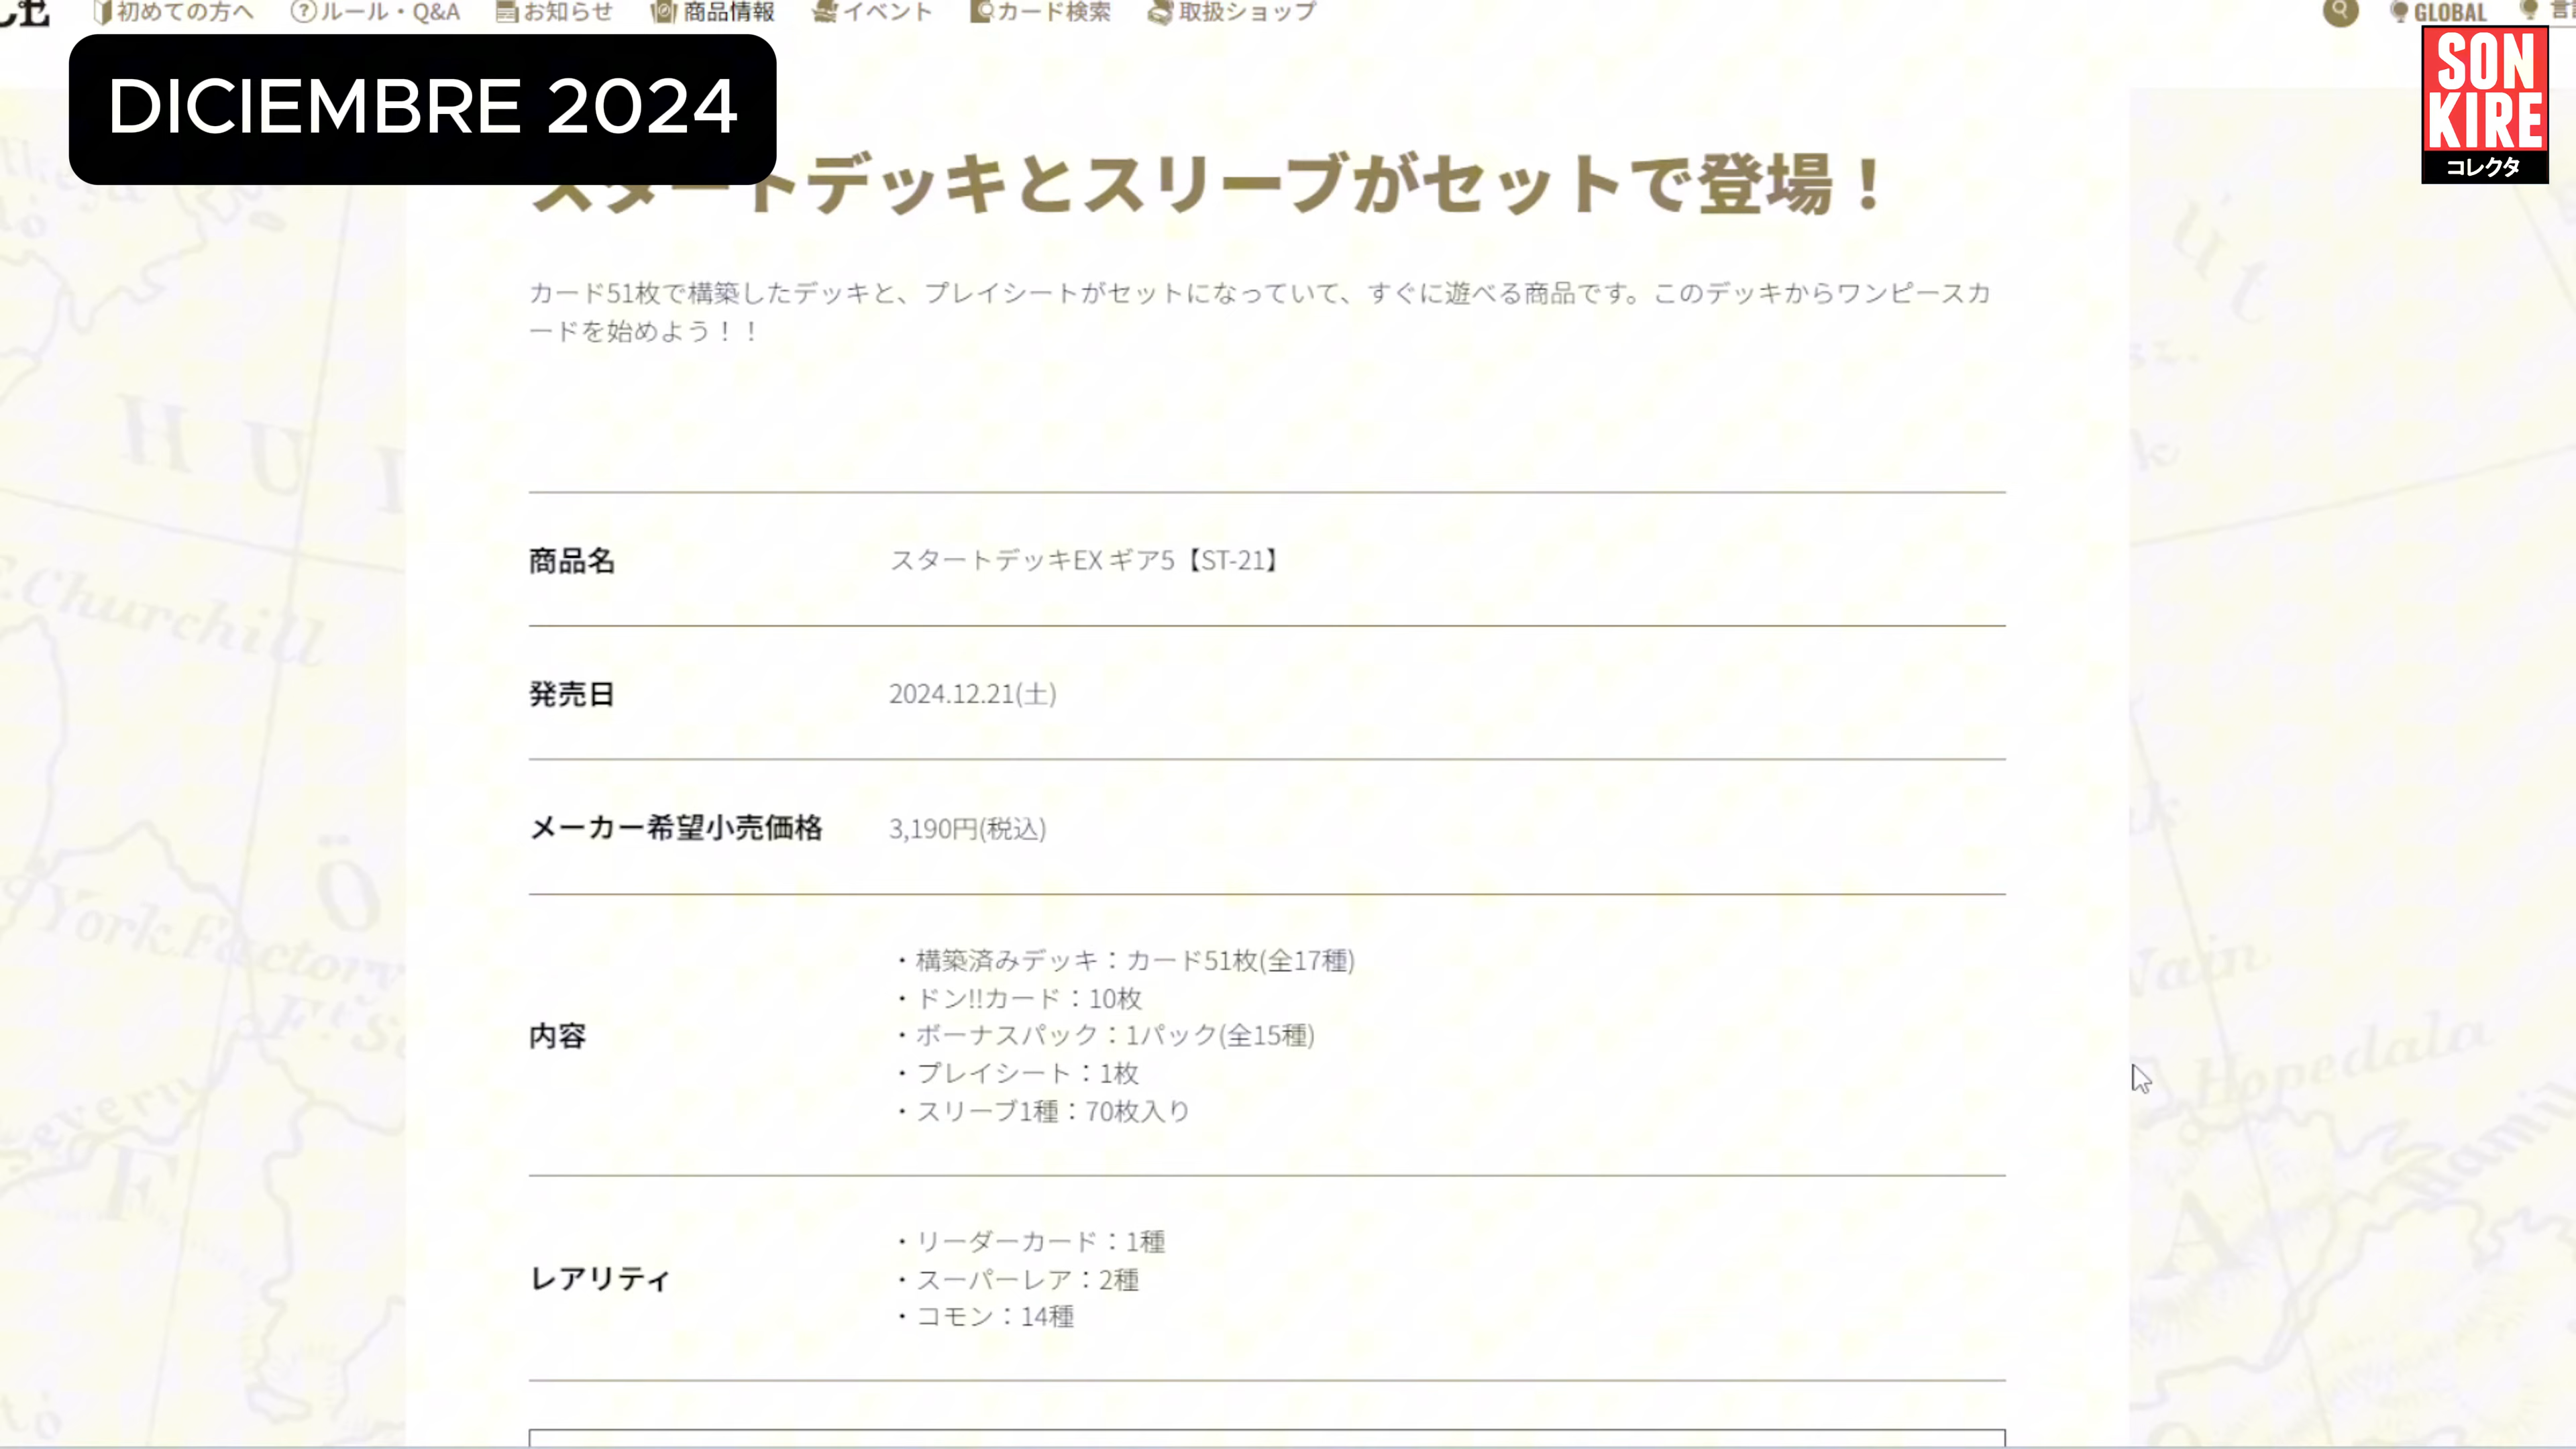 初めての方へ ルール・Q&A お知らせ 商品情報 イベント カード検索 取扱ショップ GLOBAL
SON
KIRE
コレクタ
DICIEMBRE 2024
スタートデッキとスリーブがセットで登場！
カード51枚で構築したデッキと、プレイシートがセットになっていて、すぐに遊べる商品です。このデッキからワンピースカ
ードを始めよう！！
商品名 スタートデッキEX ギア5【ST-21】
発売日 2024.12.21(土)
メーカー希望小売価格 3,190円(税込)
内容
・構築済みデッキ：カード51枚(全17種)
・ドン!!カード：10枚
・ボーナスパック：1パック(全15種)
・プレイシート：1枚
・スリーブ1種：70枚入り
レアリティ
・リーダーカード：1種
・スーパーレア：2種
・コモン：14種
H U
Churchill
York Factory
Severn
F
Ö
Hopedala
A